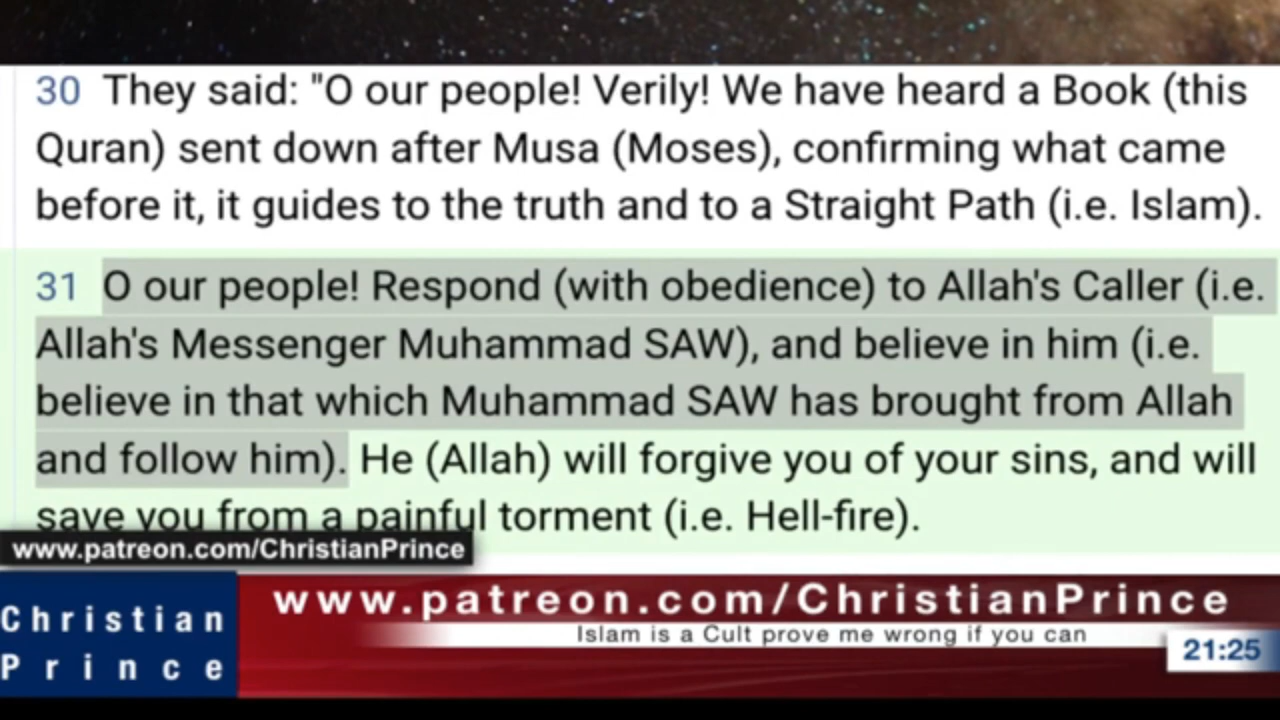 30 They said: "O our people! Verily! We have heard a Book (this
Quran) sent down after Musa (Moses), confirming what came
before it, it guides to the truth and to a Straight Path (i.e. Islam).
31 O our people! Respond (with obedience) to Allah's Caller (i.e.
Allah's Messenger Muhammad SAW), and believe in him (i.e.
believe in that which Muhammad SAW has brought from Allah
and follow him). He (Allah) will forgive you of your sins, and will
save you from a painful torment (i.e. Hell-fire).
www.patreon.com/ChristianPrince
www.patreon.com/ChristianPrince
Islam is a Cult prove me wrong if you can
Christian
Prince
21:25